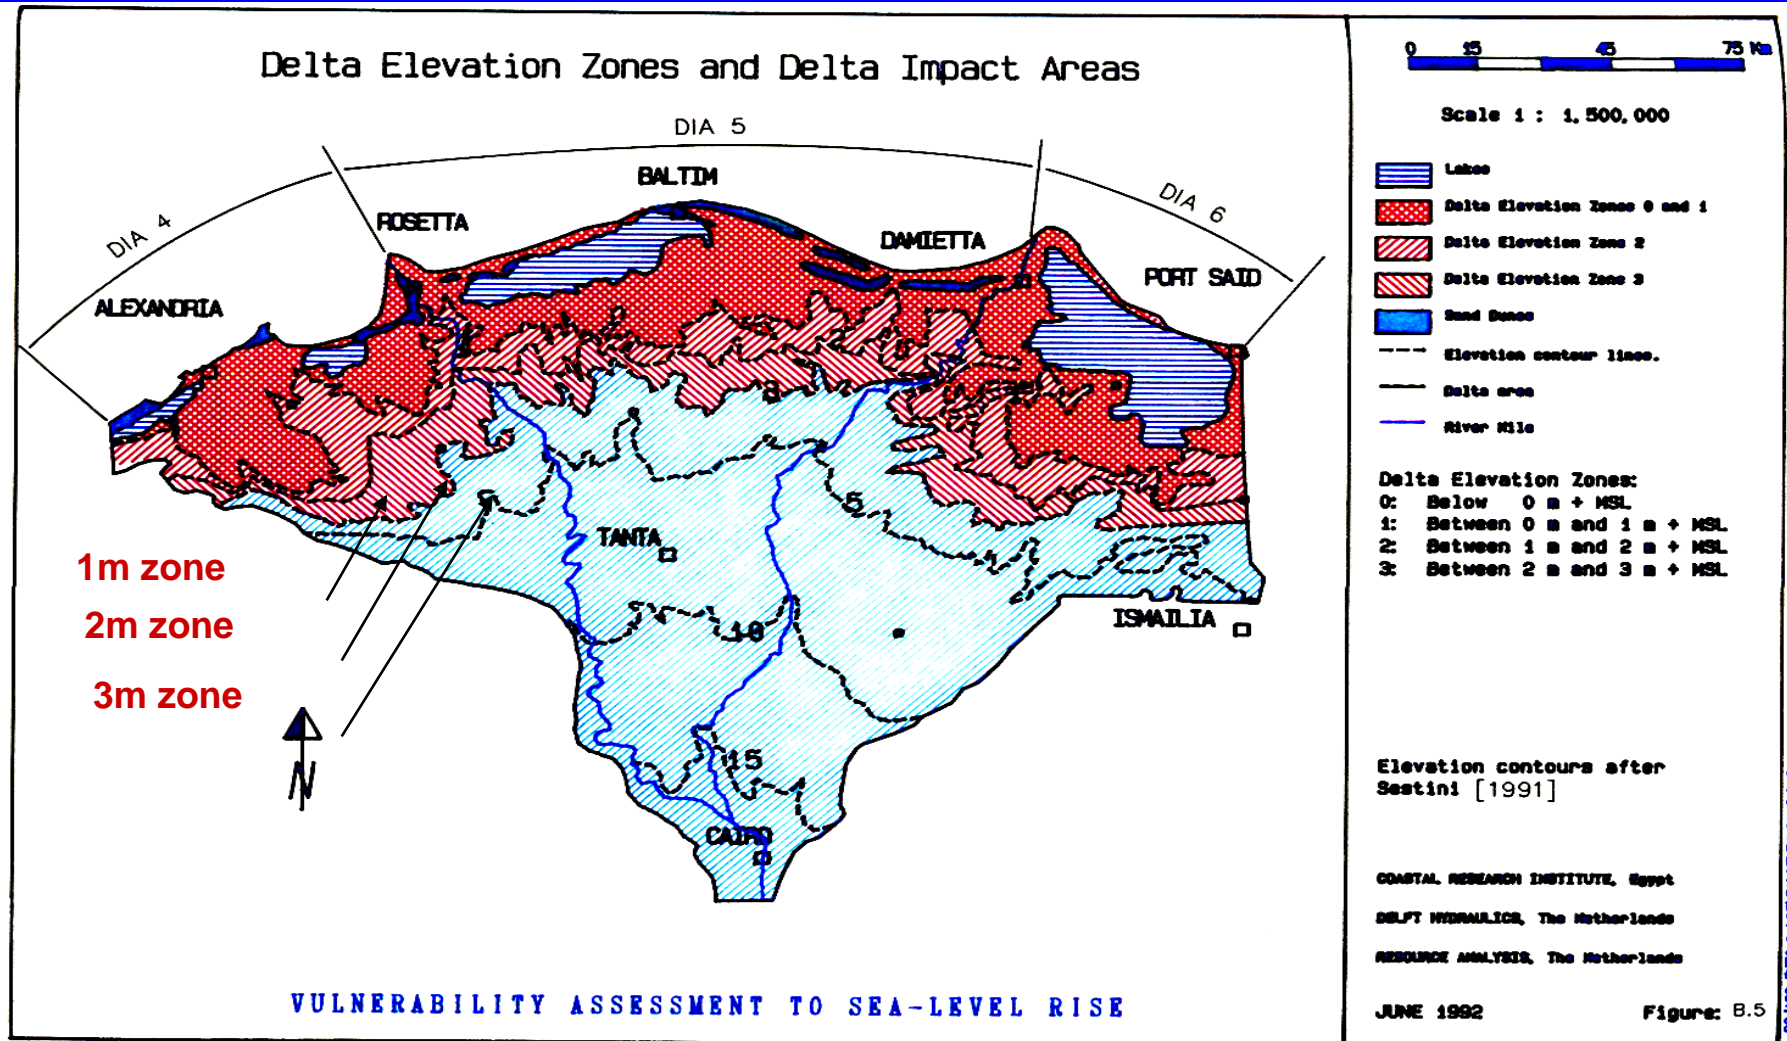 Delta Elevation Zones and Delta Impact Areas
DIA 4
DIA 5
DIA 6
ALEXANDRIA
ROSETTA
BALTIM
DAMIETTA
PORT SAID
TANTA
ISMAILIA
CAIRO
5
10
15
1m zone
2m zone
3m zone
N
VULNERABILITY ASSESSMENT TO SEA-LEVEL RISE
0 15 45 75 Km
Scale 1 : 1,500,000
Lakes
Delta Elevation Zones 0 and 1
Delta Elevation Zone 2
Delta Elevation Zone 3
Sand Dunes
Elevation contour lines.
Delta area
River Nile
Delta Elevation Zones:
0: Below 0 m + MSL
1: Between 0 m and 1 m + MSL
2: Between 1 m and 2 m + MSL
3: Between 2 m and 3 m + MSL
Elevation contours after
Sestini [1991]
COASTAL RESEARCH INSTITUTE, Egypt
DELFT HYDRAULICS, The Netherlands
RESOURCE ANALYSIS, The Netherlands
JUNE 1992
Figure: B.5